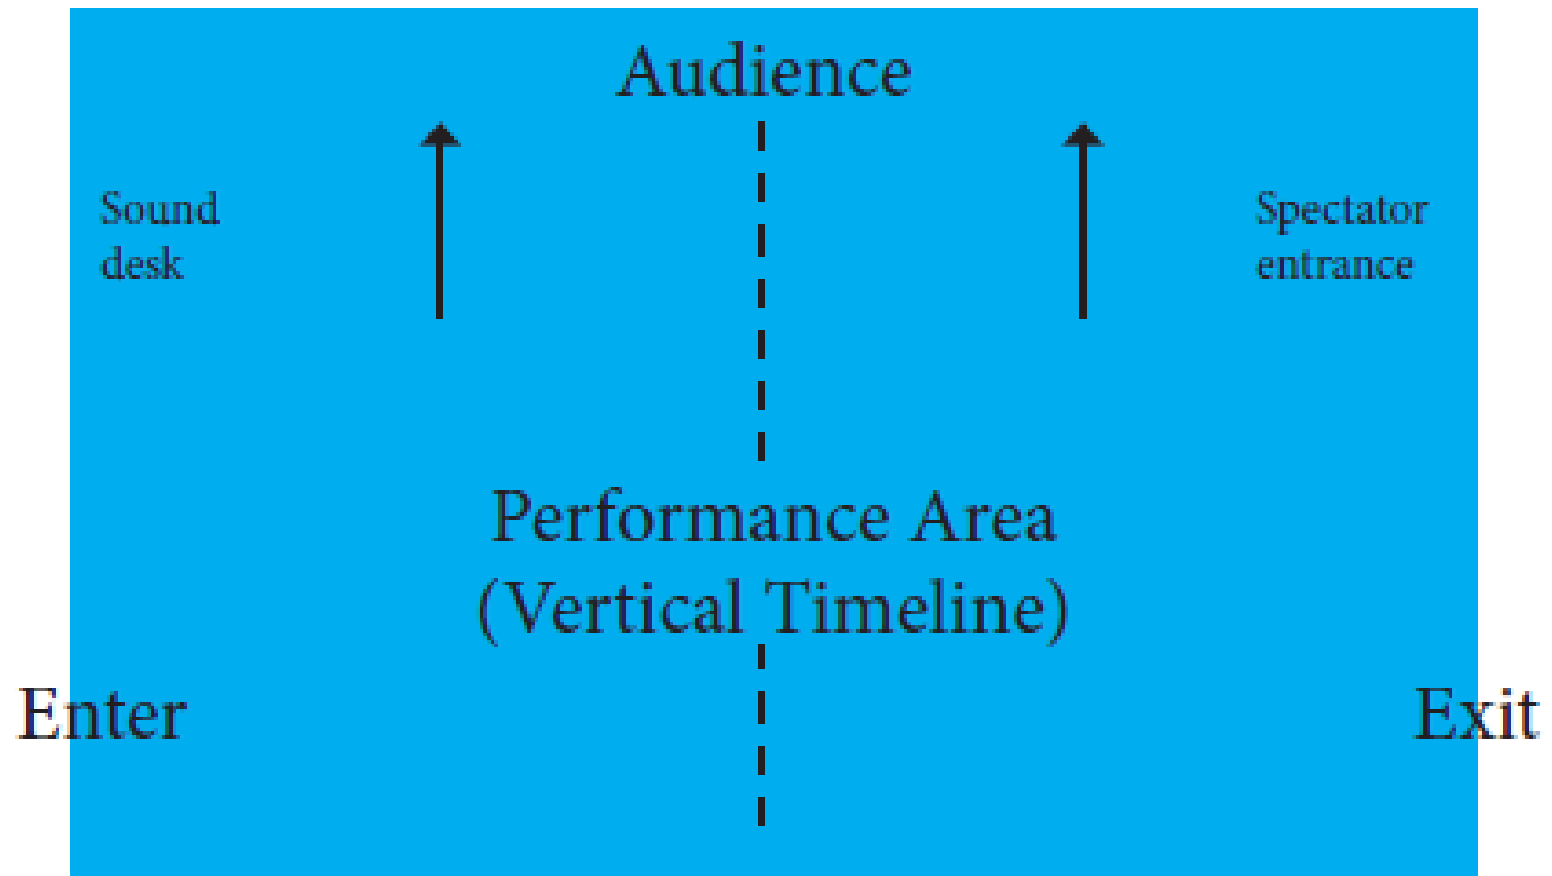 Audience
Sound
desk
Spectator
entrance
Performance Area
(Vertical Timeline)
Enter
Exit